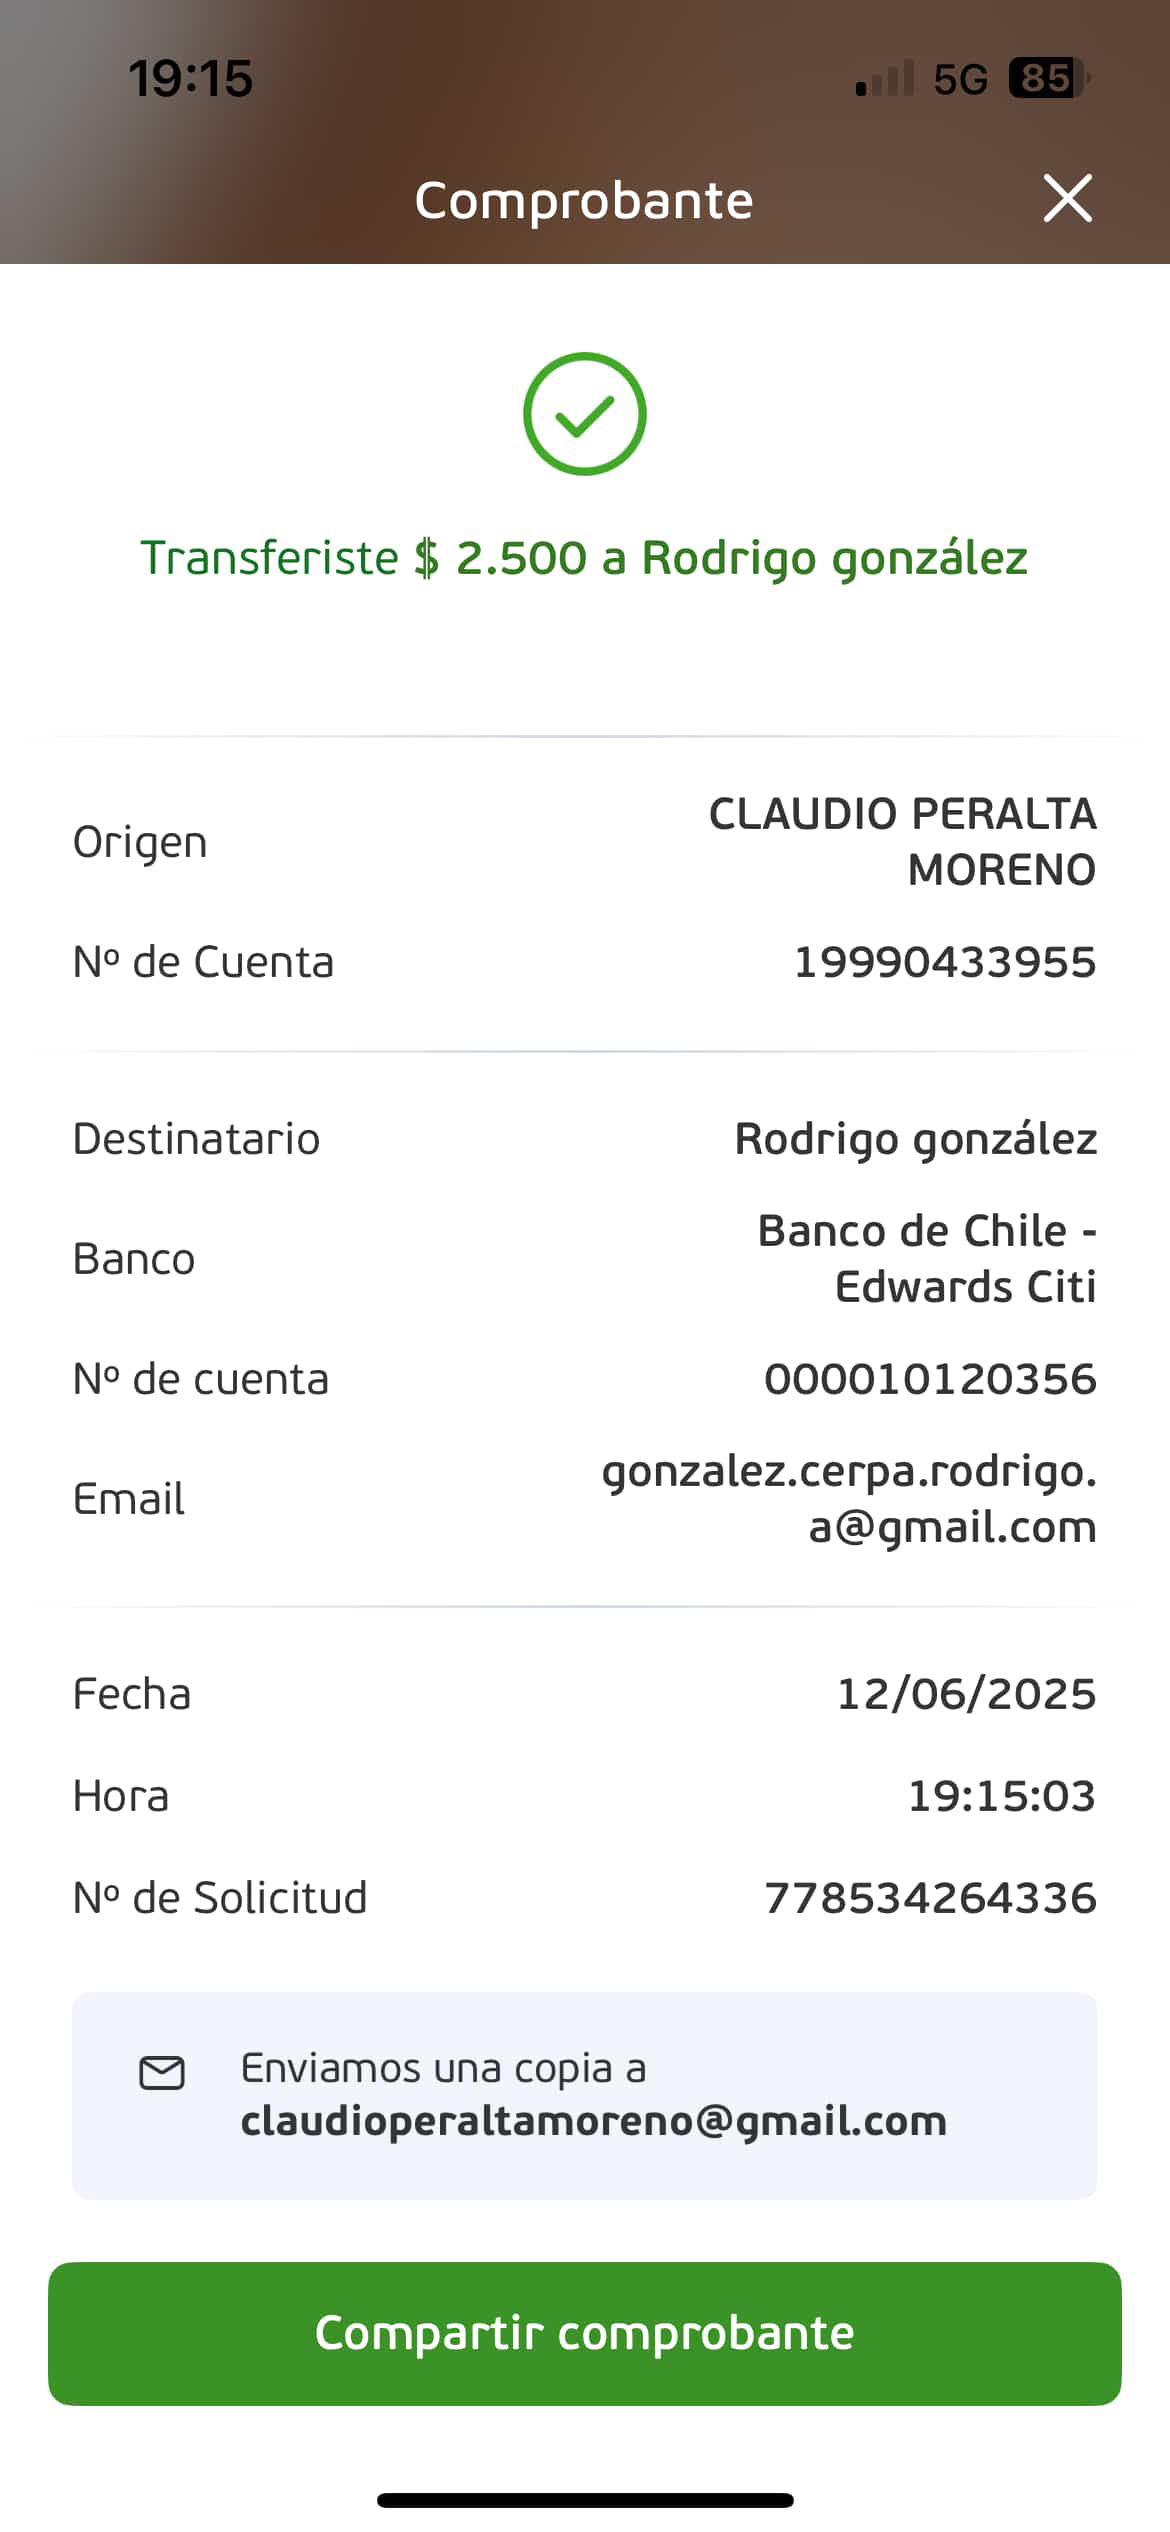 19:15 5G 85
Comprobante
Transferiste $ 2.500 a Rodrigo gonzález
Origen CLAUDIO PERALTA
MORENO
Nº de Cuenta 19990433955
Destinatario Rodrigo gonzález
Banco Banco de Chile -
Edwards Citi
Nº de cuenta 000010120356
Email gonzalez.cerpa.rodrigo.
a@gmail.com
Fecha 12/06/2025
Hora 19:15:03
Nº de Solicitud 778534264336
Enviamos una copia a
claudioperaltamoreno@gmail.com
Compartir comprobante